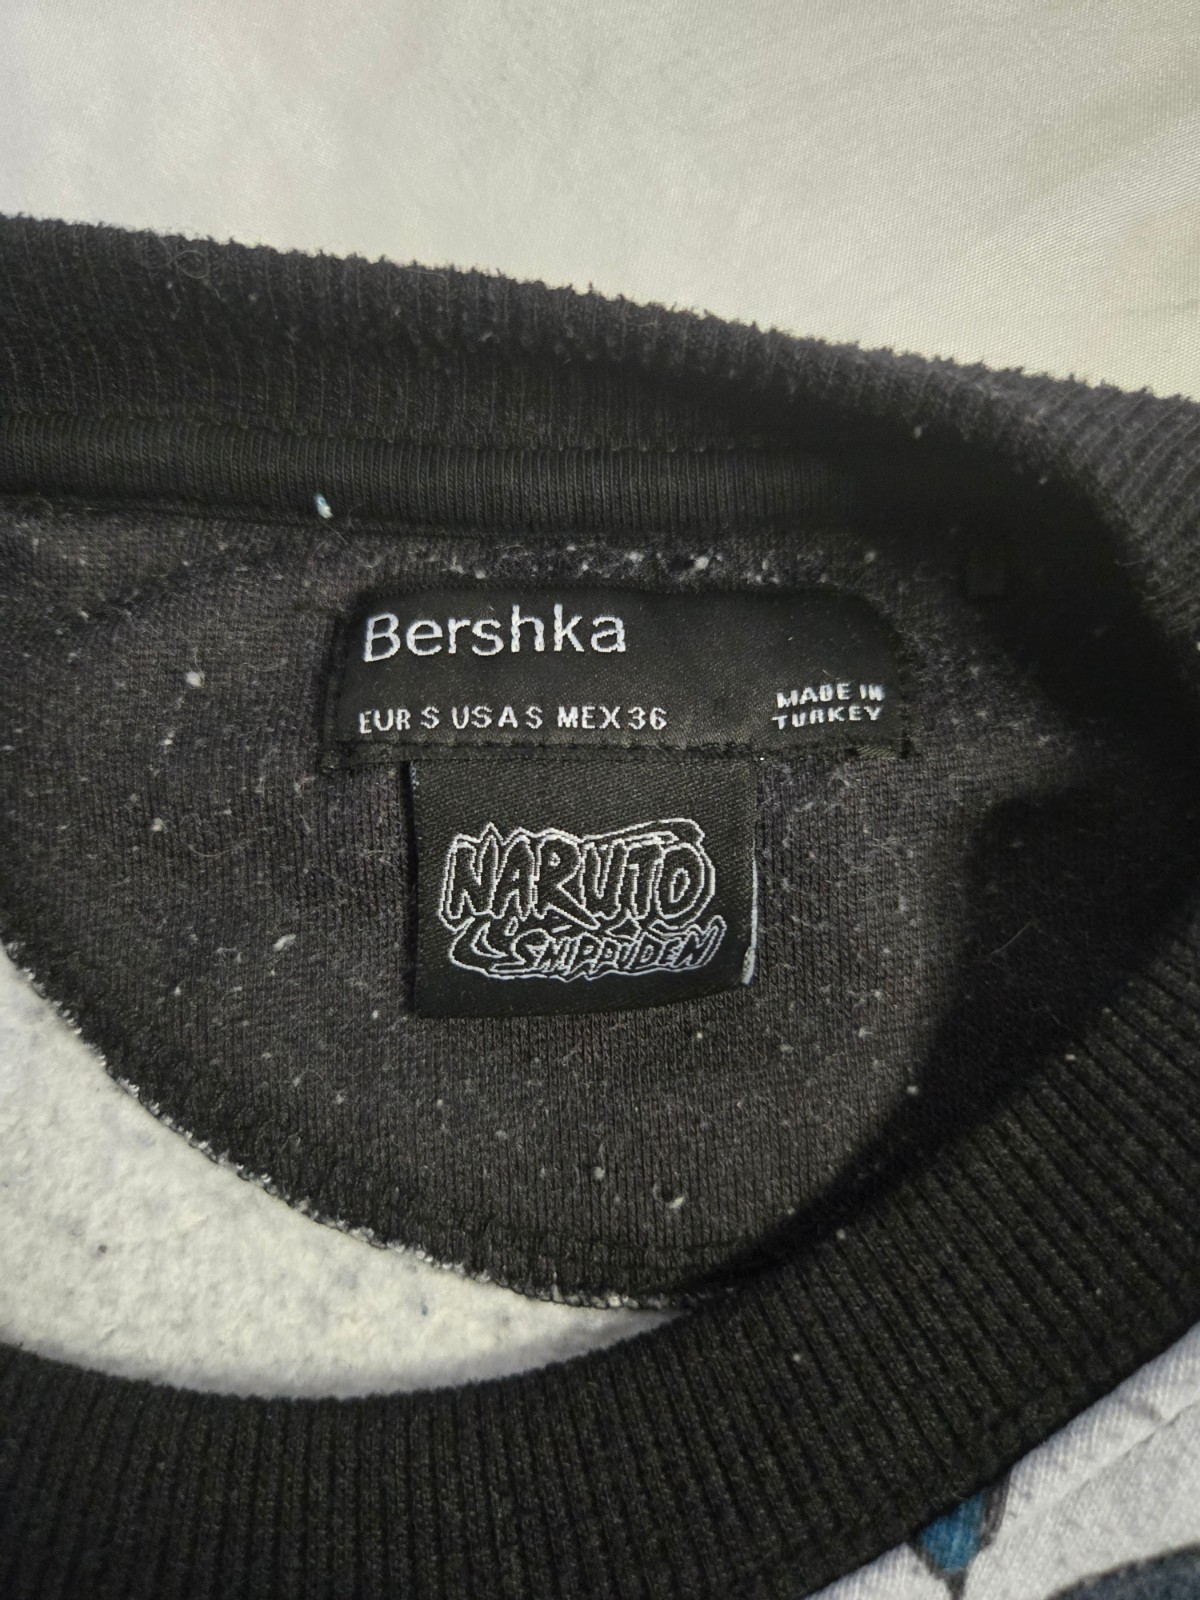 Bershka
EUR S USA S MEX 36
MADE IN
TURKEY
NARUTO
SHIPPUDEN